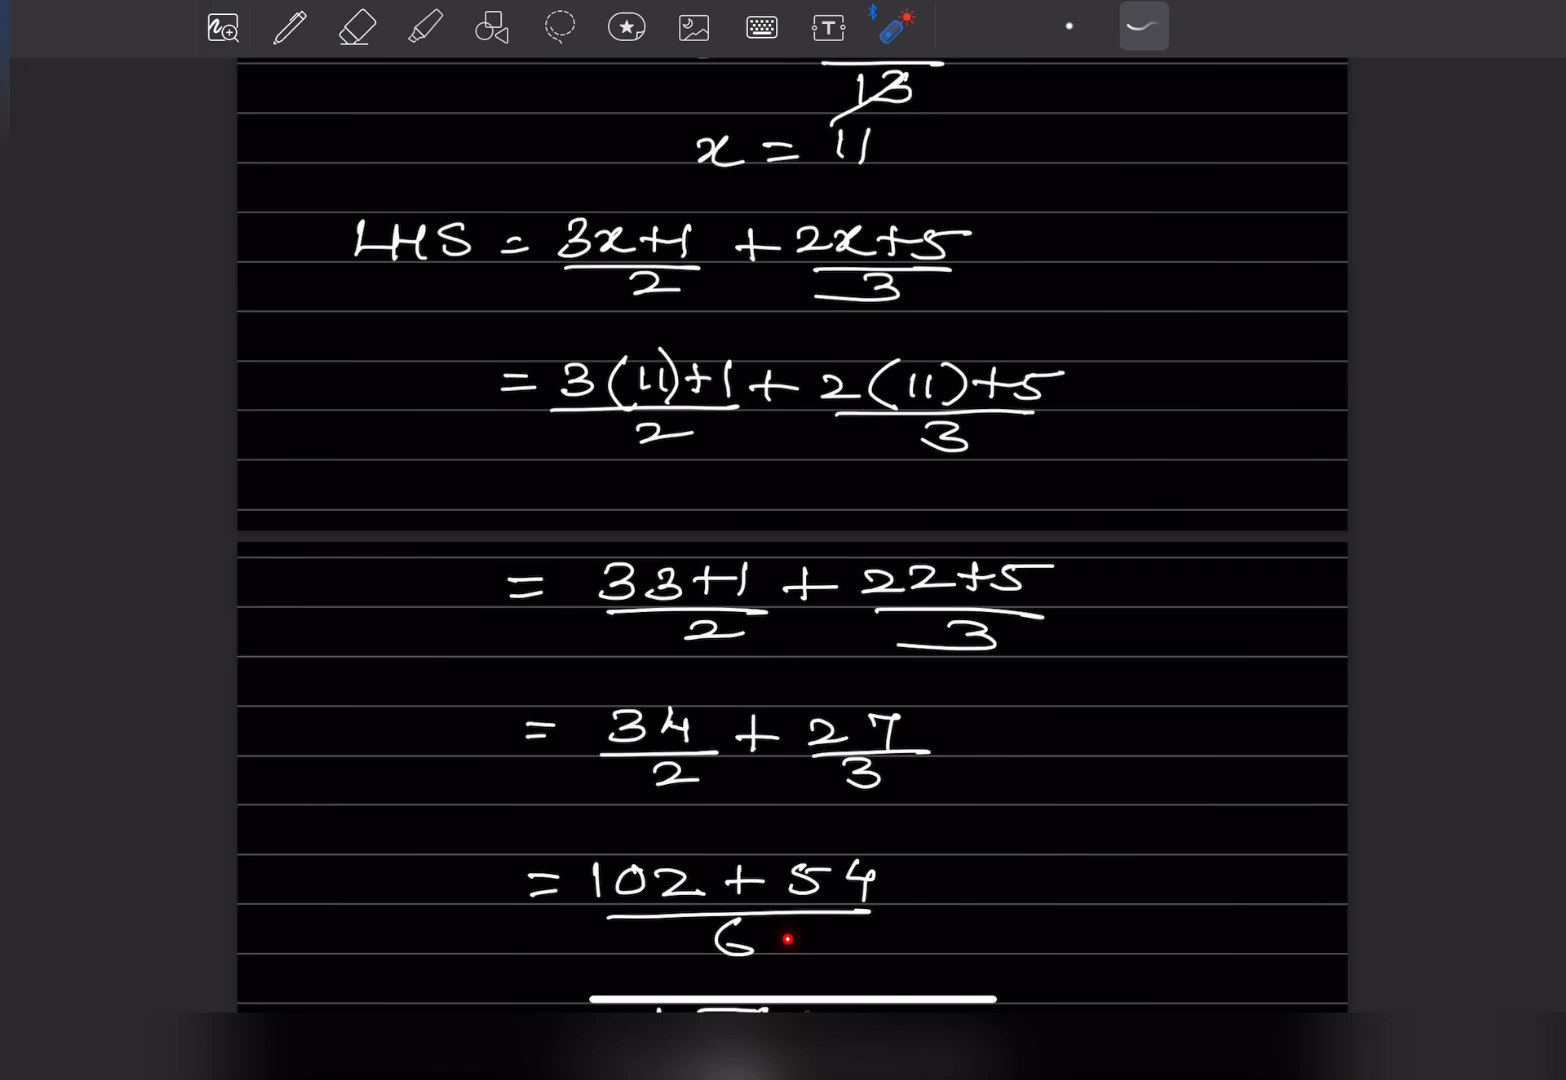 13
x = 11
LHS = 3x+1/2 + 2x+5/3
= 3(11)+1/2 + 2(11)+5/3
= 33+1/2 + 22+5/3
= 34/2 + 27/3
= 102 + 54/6